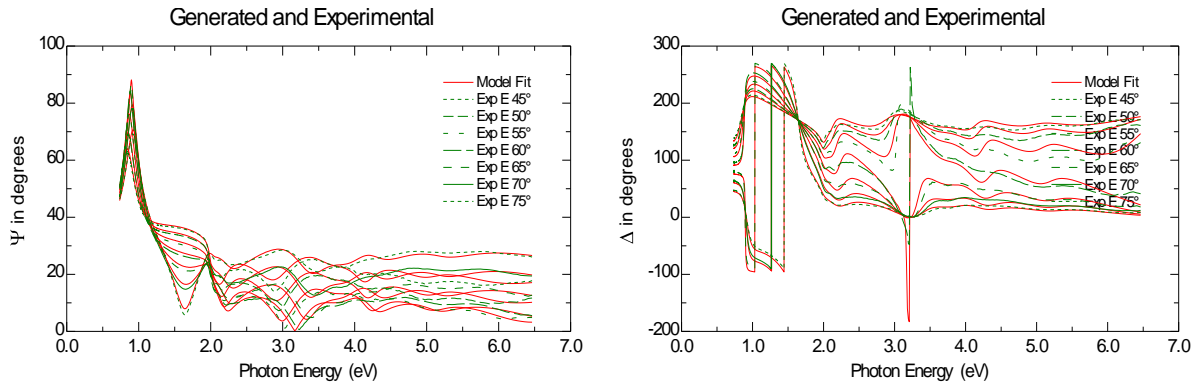 Generated and Experimental
Ψ in degrees
100
80
60
40
20
0
0.0 1.0 2.0 3.0 4.0 5.0 6.0 7.0
Photon Energy (eV)
Model Fit
Exp E 45°
Exp E 50°
Exp E 55°
Exp E 60°
Exp E 65°
Exp E 70°
Exp E 75°
Generated and Experimental
Δ in degrees
300
200
100
0
-100
-200
0.0 1.0 2.0 3.0 4.0 5.0 6.0 7.0
Photon Energy (eV)
Model Fit
Exp E 45°
Exp E 50°
Exp E 55°
Exp E 60°
Exp E 65°
Exp E 70°
Exp E 75°